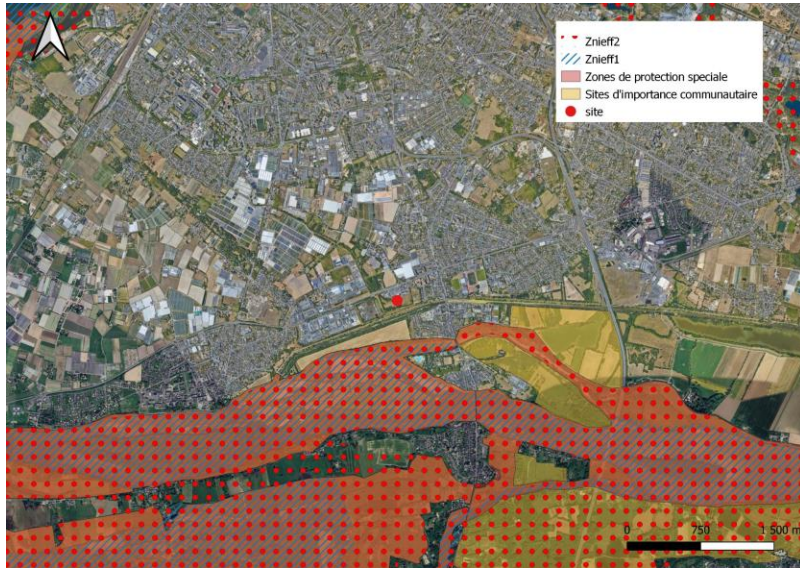 Znieff2
Znieff1
Zones de protection speciale
Sites d'importance communautaire
site
0 750 1 500 m